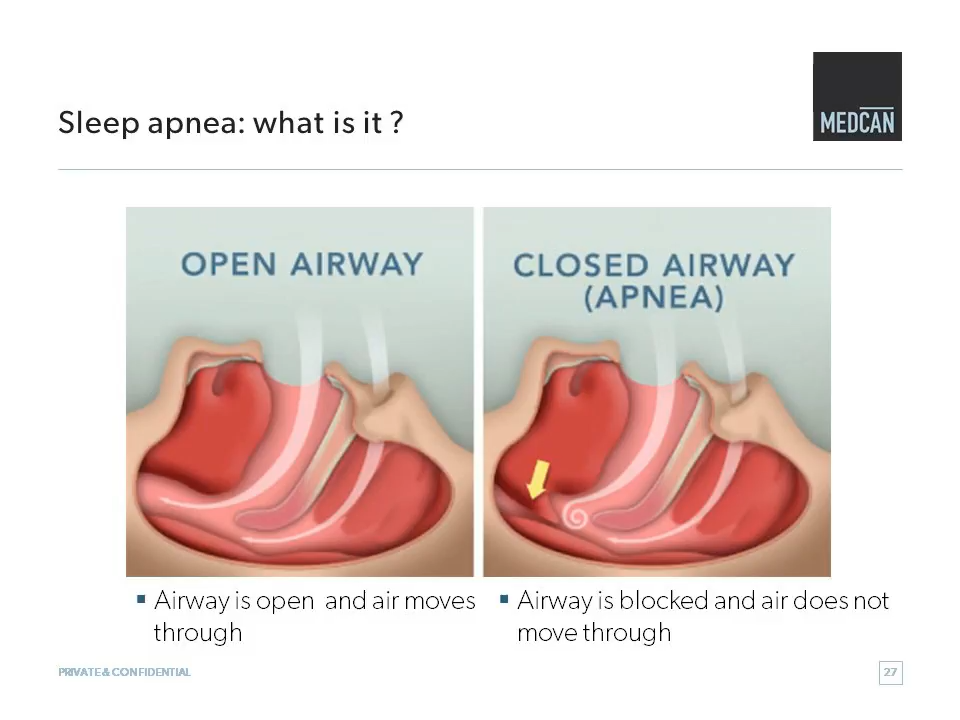 Sleep apnea: what is it ?
MEDCAN
OPEN AIRWAY
CLOSED AIRWAY
(APNEA)
▪ Airway is open and air moves
through
▪ Airway is blocked and air does not
move through
PRIVATE & CONFIDENTIAL
27